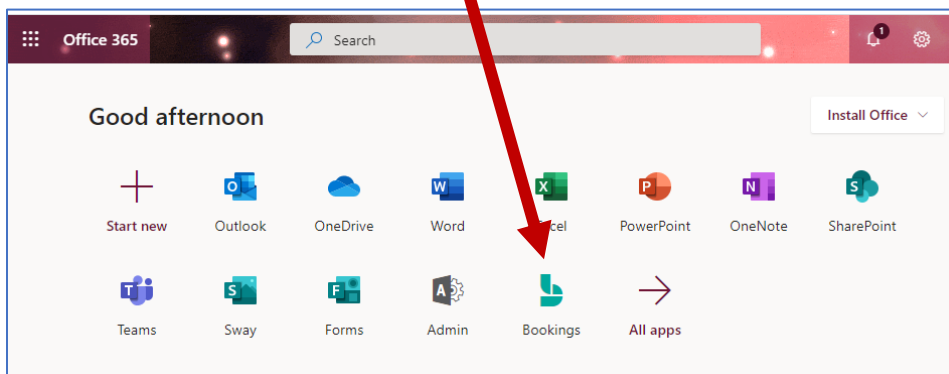 Office 365
Search
1
Good afternoon
Install Office
Start new Outlook OneDrive Word Excel PowerPoint OneNote SharePoint
Teams Sway Forms Admin Bookings All apps